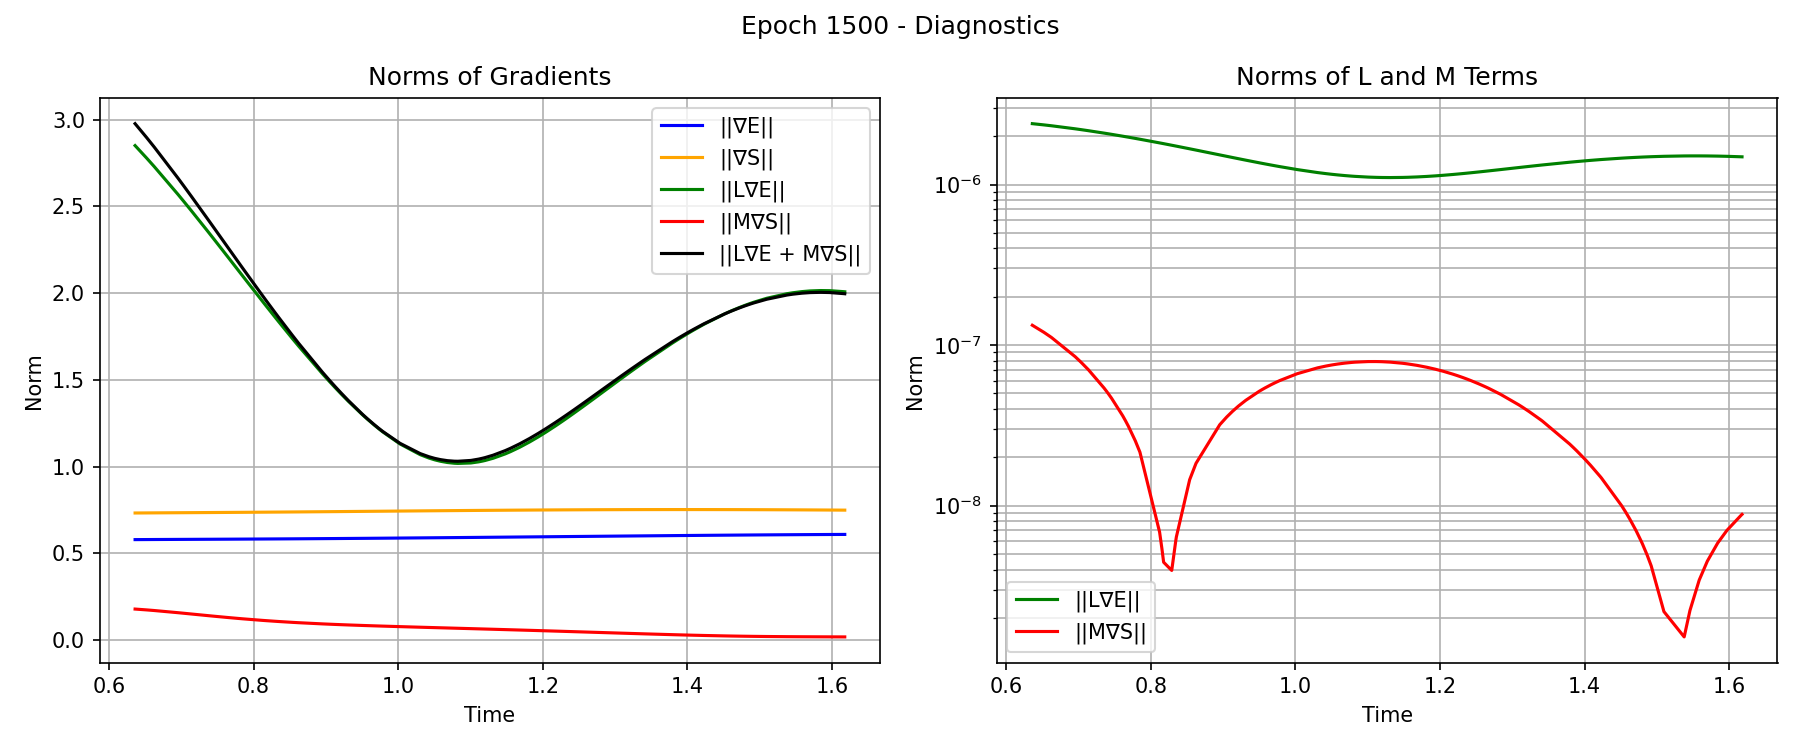 Epoch 1500 - Diagnostics
Norms of Gradients
Norm
3.0
2.5
2.0
1.5
1.0
0.5
0.0
||∇E||
||∇S||
||L∇E||
||M∇S||
||L∇E + M∇S||
0.6 0.8 1.0 1.2 1.4 1.6
Time
Norms of L and M Terms
Norm
10⁻⁶
10⁻⁷
10⁻⁸
||L∇E||
||M∇S||
0.6 0.8 1.0 1.2 1.4 1.6
Time